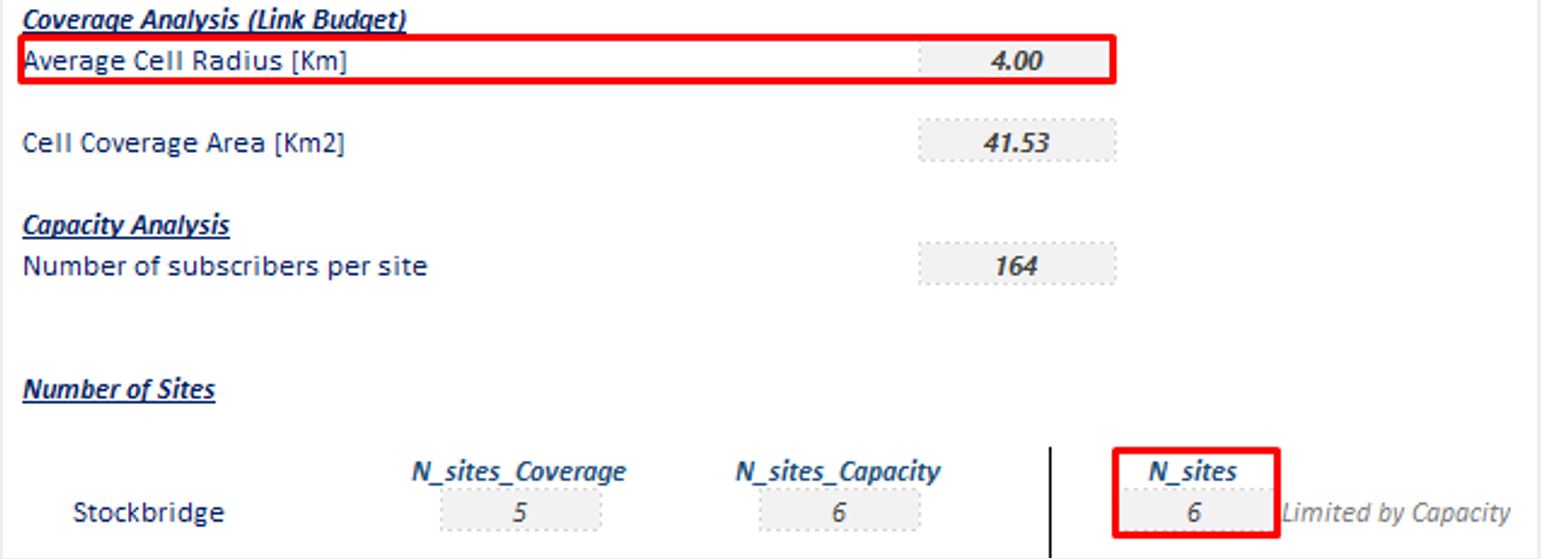 Coverage Analysis (Link Budget)
Average Cell Radius [Km] 4.00
Cell Coverage Area [Km2] 41.53
Capacity Analysis
Number of subscribers per site 164
Number of Sites
N_sites_Coverage N_sites_Capacity N_sites
Stockbridge 5 6 6 Limited by Capacity